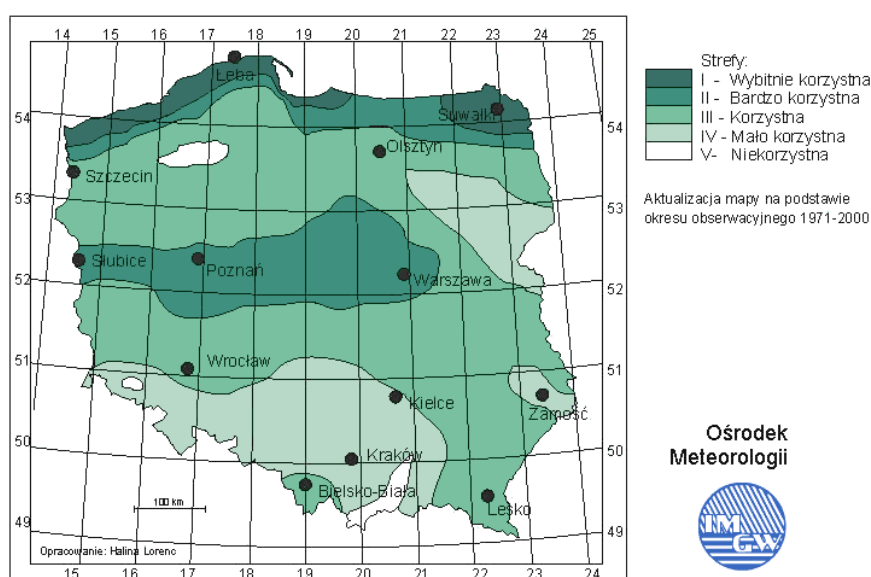 14 15 16 17 18 19 20 21 22 23 24 25
Łeba
54
Suwałki
54
Olsztyn
Szczecin
53
53
Słubice
Poznań
Warszawa
52
52
Wrocław
51
51
Kielce
Zamość
50
Kraków
50
Bielsko-Biała
Lesko
100 km
49
49
Opracowanie: Halina Lorenc
15 16 17 18 19 20 21 22 23 24
Strefy:
I - Wybitnie korzystna
II - Bardzo korzystna
III - Korzystna
IV - Mało korzystna
V- Niekorzystna
Aktualizacja mapy na podstawie
okresu obserwacyjnego 1971-2000
Ośrodek
Meteorologii
IM
GW